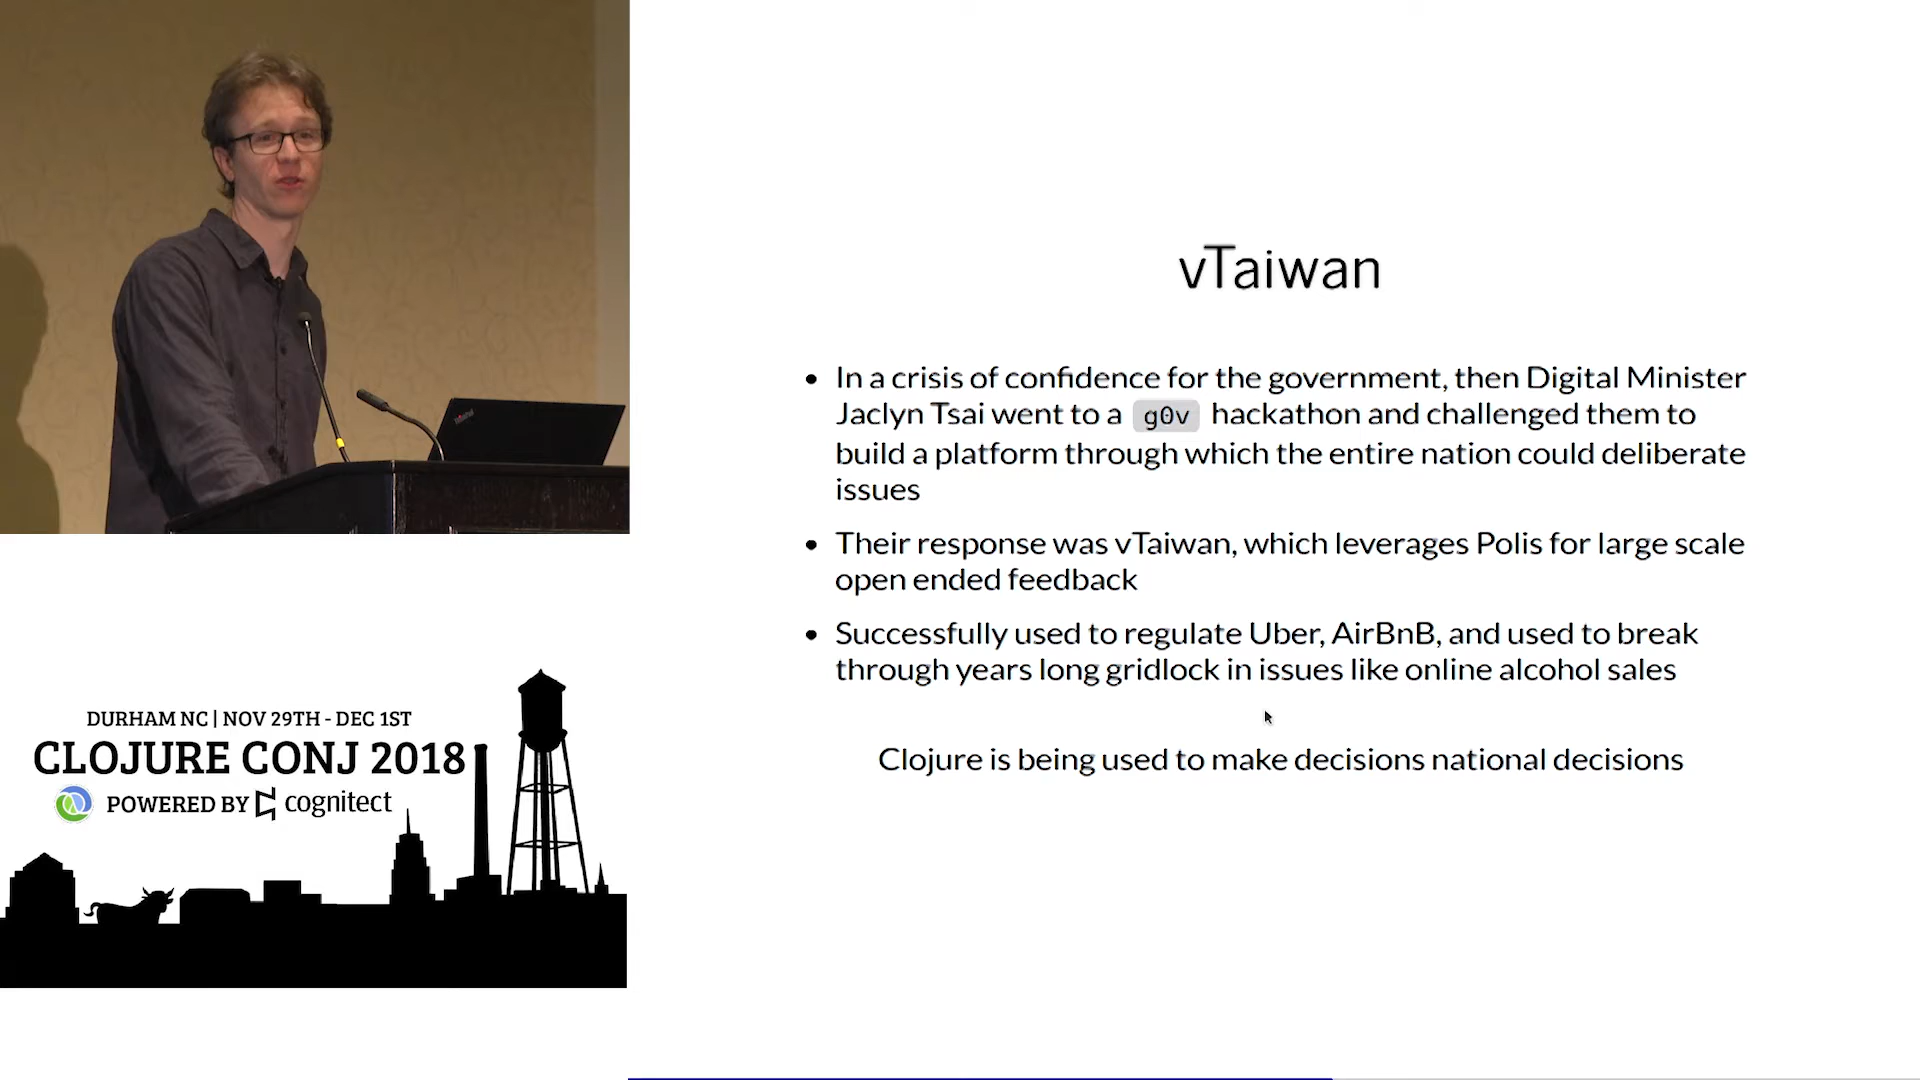 vTaiwan
In a crisis of confidence for the government, then Digital Minister
Jaclyn Tsai went to a g0v hackathon and challenged them to
build a platform through which the entire nation could deliberate
issues
Their response was vTaiwan, which leverages Polis for large scale
open ended feedback
Successfully used to regulate Uber, AirBnB, and used to break
through years long gridlock in issues like online alcohol sales
Clojure is being used to make decisions national decisions
DURHAM NC | NOV 29TH - DEC 1ST
CLOJURE CONJ 2018
POWERED BY cognitect